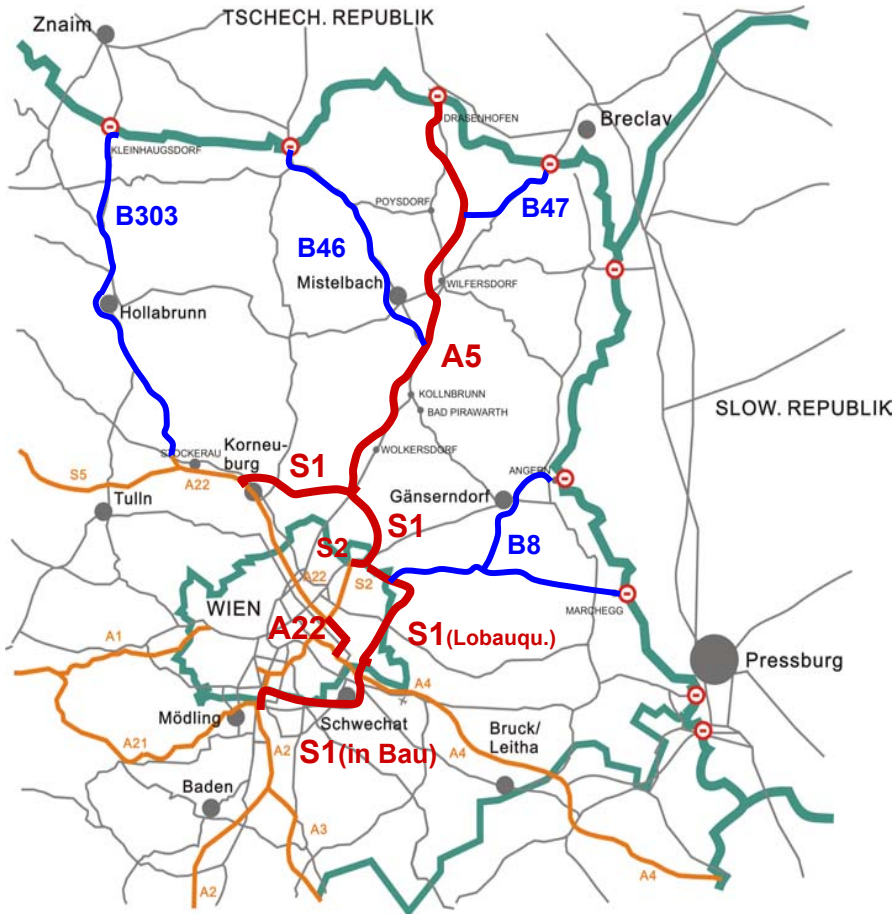 Znaim
TSCHECH. REPUBLIK
DRASENHOFEN
Breclav
KLEINHAUGSDORF
B303
POYSDORF
B47
B46
Mistelbach
WILFERSDORF
Hollabrunn
A5
KOLLNBRUNN
BAD PIRAWARTH
SLOW. REPUBLIK
STOCKERAU
Korneu-
burg
WOLKERSDORF
S1
ANGERN
S5
A22
Gänserndorf
Tulln
S1
S2
B8
A22
S2
WIEN
MARCHEGG
A22
A1
S1 (Lobauqu.)
Pressburg
A4
Mödling
Schwechat
Bruck/
Leitha
A21
A2
S1 (in Bau)
A4
Baden
A3
A2
A4